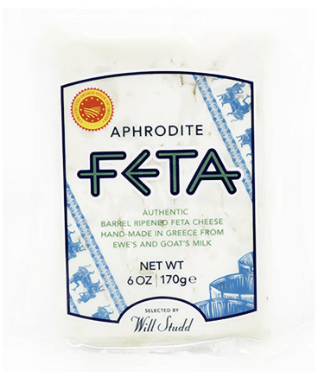 APHRODITE
FETA
AUTHENTIC
BARREL RIPENED FETA CHEESE
HAND-MADE IN GREECE FROM
EWE'S AND GOAT'S MILK
NET WT
6 OZ | 170g e
SELECTED BY
Will Studd